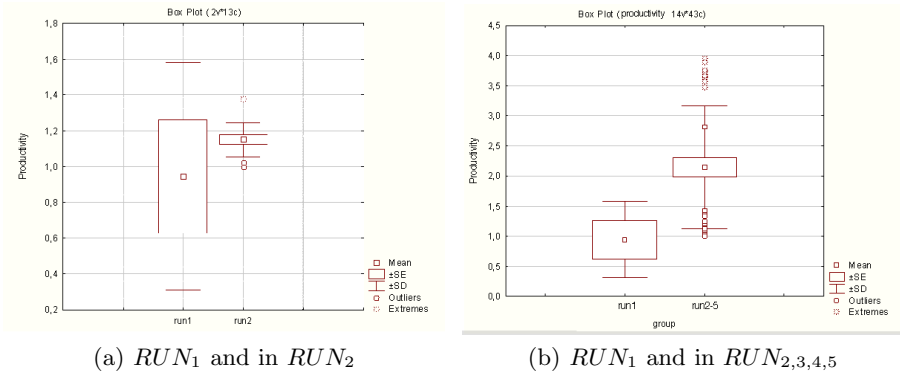 Box Plot (2v*13c)
1,8
1,6
1,4
1,2
1,0
0,8
0,6
0,4
0,2
Productivity
run1 run2
Mean
±SE
±SD
Outliers
Extremes
(a) RUN1 and in RUN2
Box Plot (productivity 14v*43c)
4,5
4,0
3,5
3,0
2,5
2,0
1,5
1,0
0,5
0,0
Productivity
run1 run2-5
group
Mean
±SE
±SD
Outliers
Extremes
(b) RUN1 and in RUN2,3,4,5